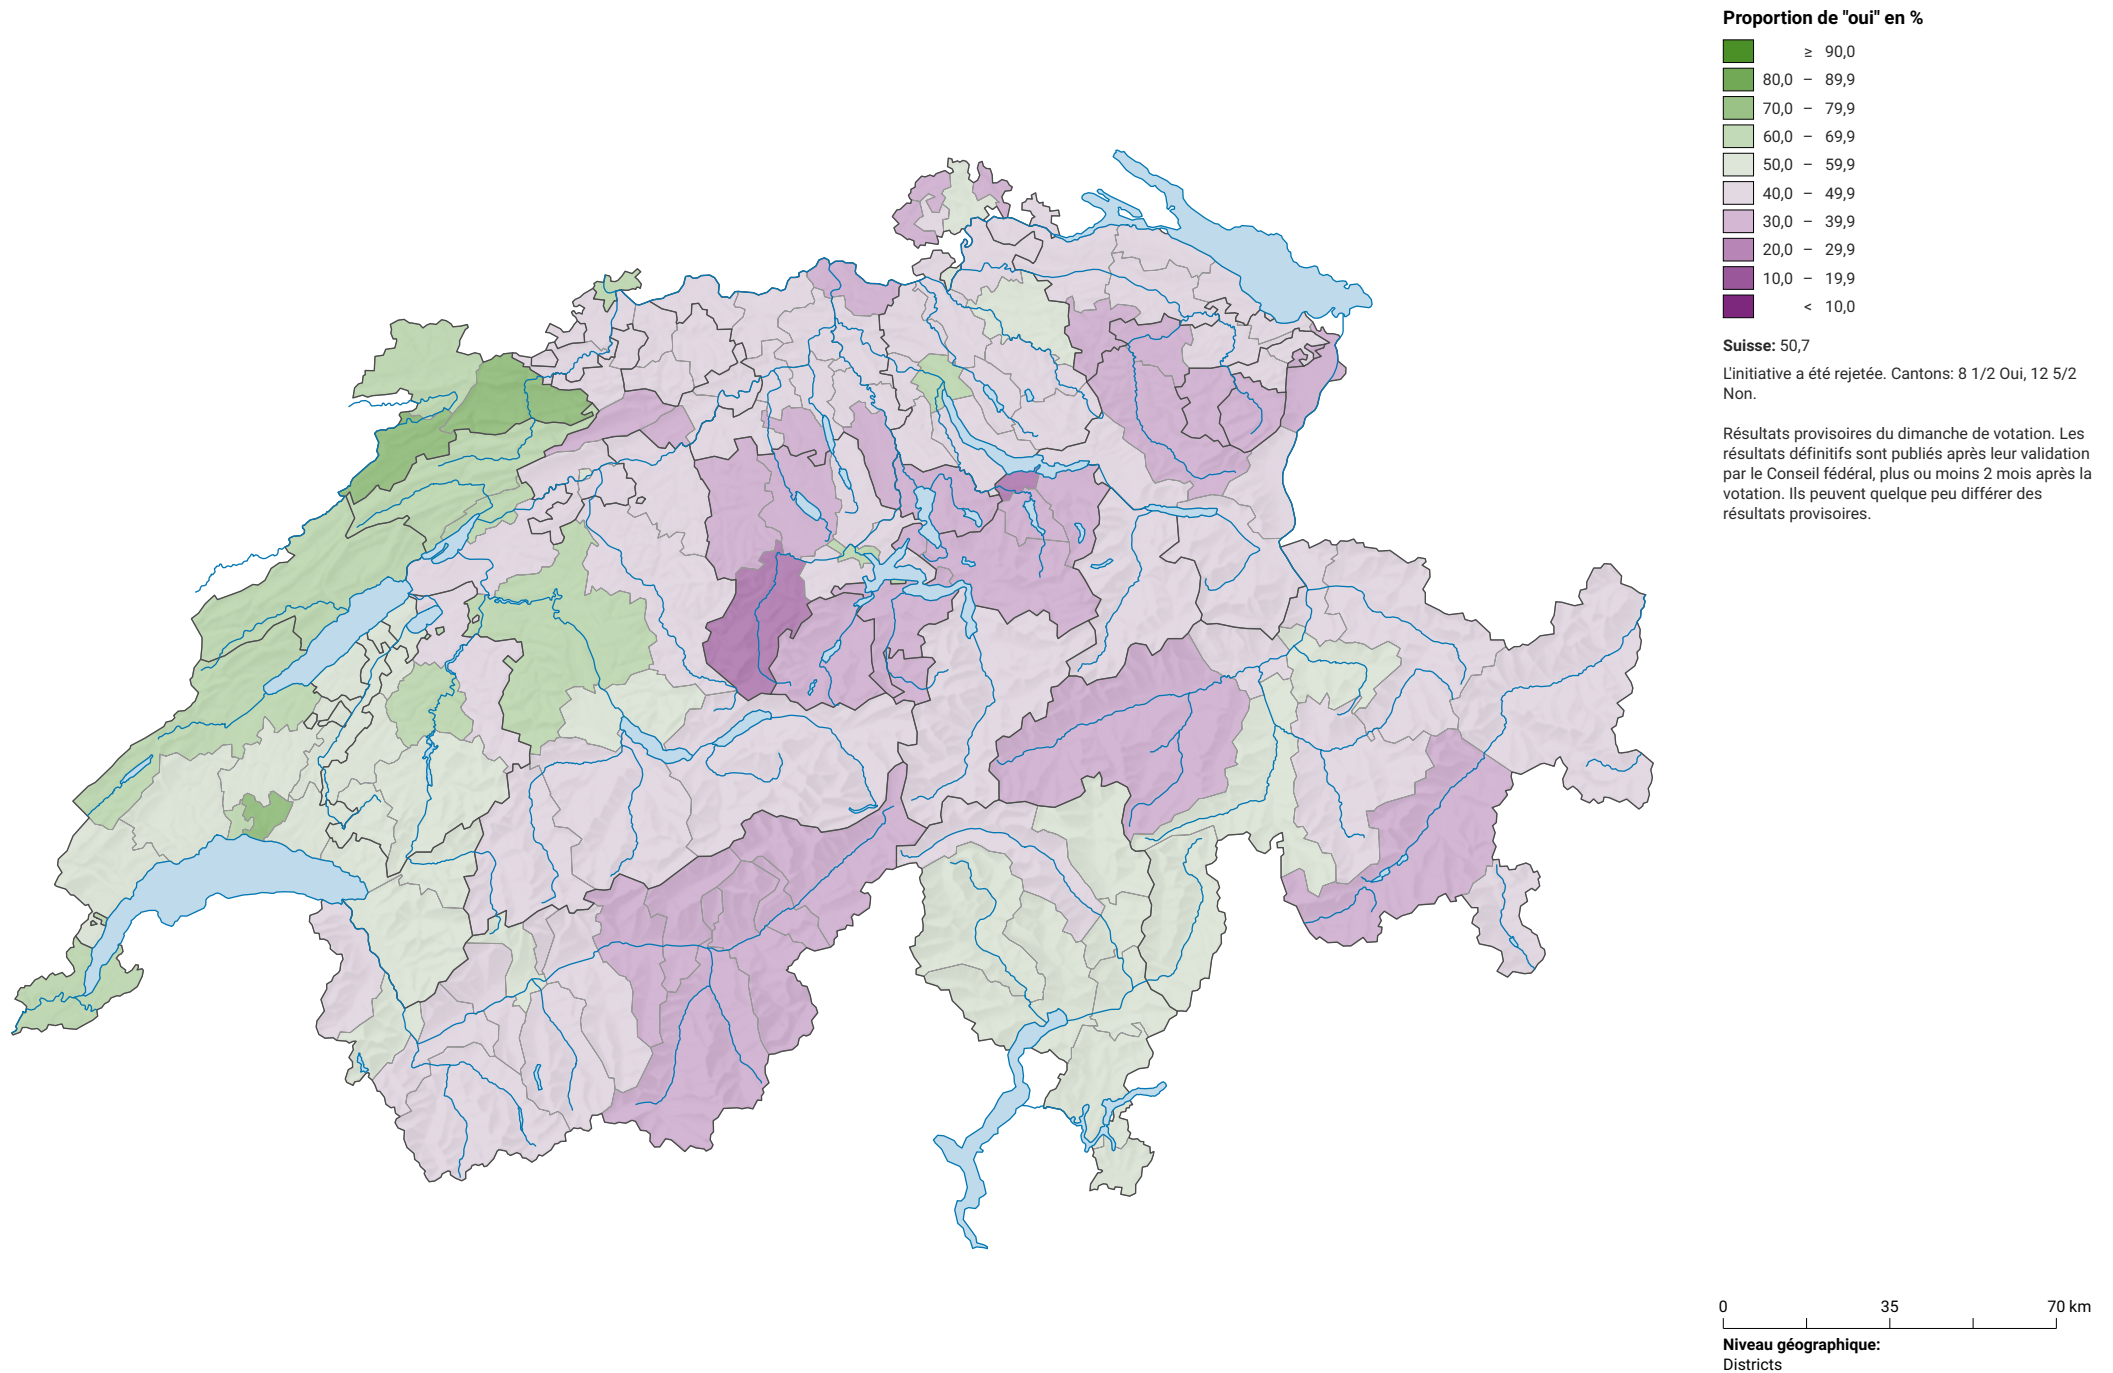 Proportion de "oui" en %
≥ 90,0
80,0 – 89,9
70,0 – 79,9
60,0 – 69,9
50,0 – 59,9
40,0 – 49,9
30,0 – 39,9
20,0 – 29,9
10,0 – 19,9
< 10,0
Suisse: 50,7
L'initiative a été rejetée. Cantons: 8 1/2 Oui, 12 5/2
Non.
Résultats provisoires du dimanche de votation. Les
résultats définitifs sont publiés après leur validation
par le Conseil fédéral, plus ou moins 2 mois après la
votation. Ils peuvent quelque peu différer des
résultats provisoires.
0 35 70 km
Niveau géographique:
Districts